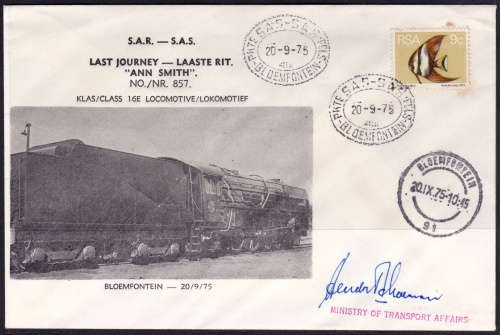 S.A.R. — S.A.S.
LAST JOURNEY — LAASTE RIT.
"ANN SMITH".
NO./NR. 857.
KLAS/CLASS 16E LOCOMOTIVE/LOKOMOTIEF
20-9-75
BLOEMFONTEIN
RSA 9c
20-9-75
BLOEMFONTEIN
BLOEMFONTEIN
20.IX.75-10.45
91
BLOEMFONTEIN — 20/9/75
MINISTRY OF TRANSPORT AFFAIRS